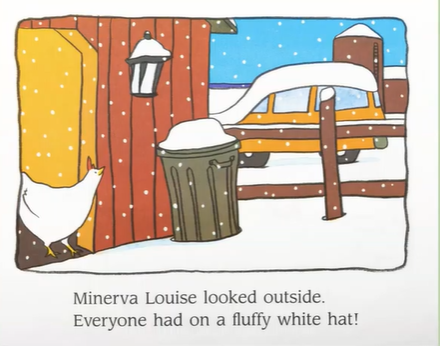 Minerva Louise looked outside.
Everyone had on a fluffy white hat!